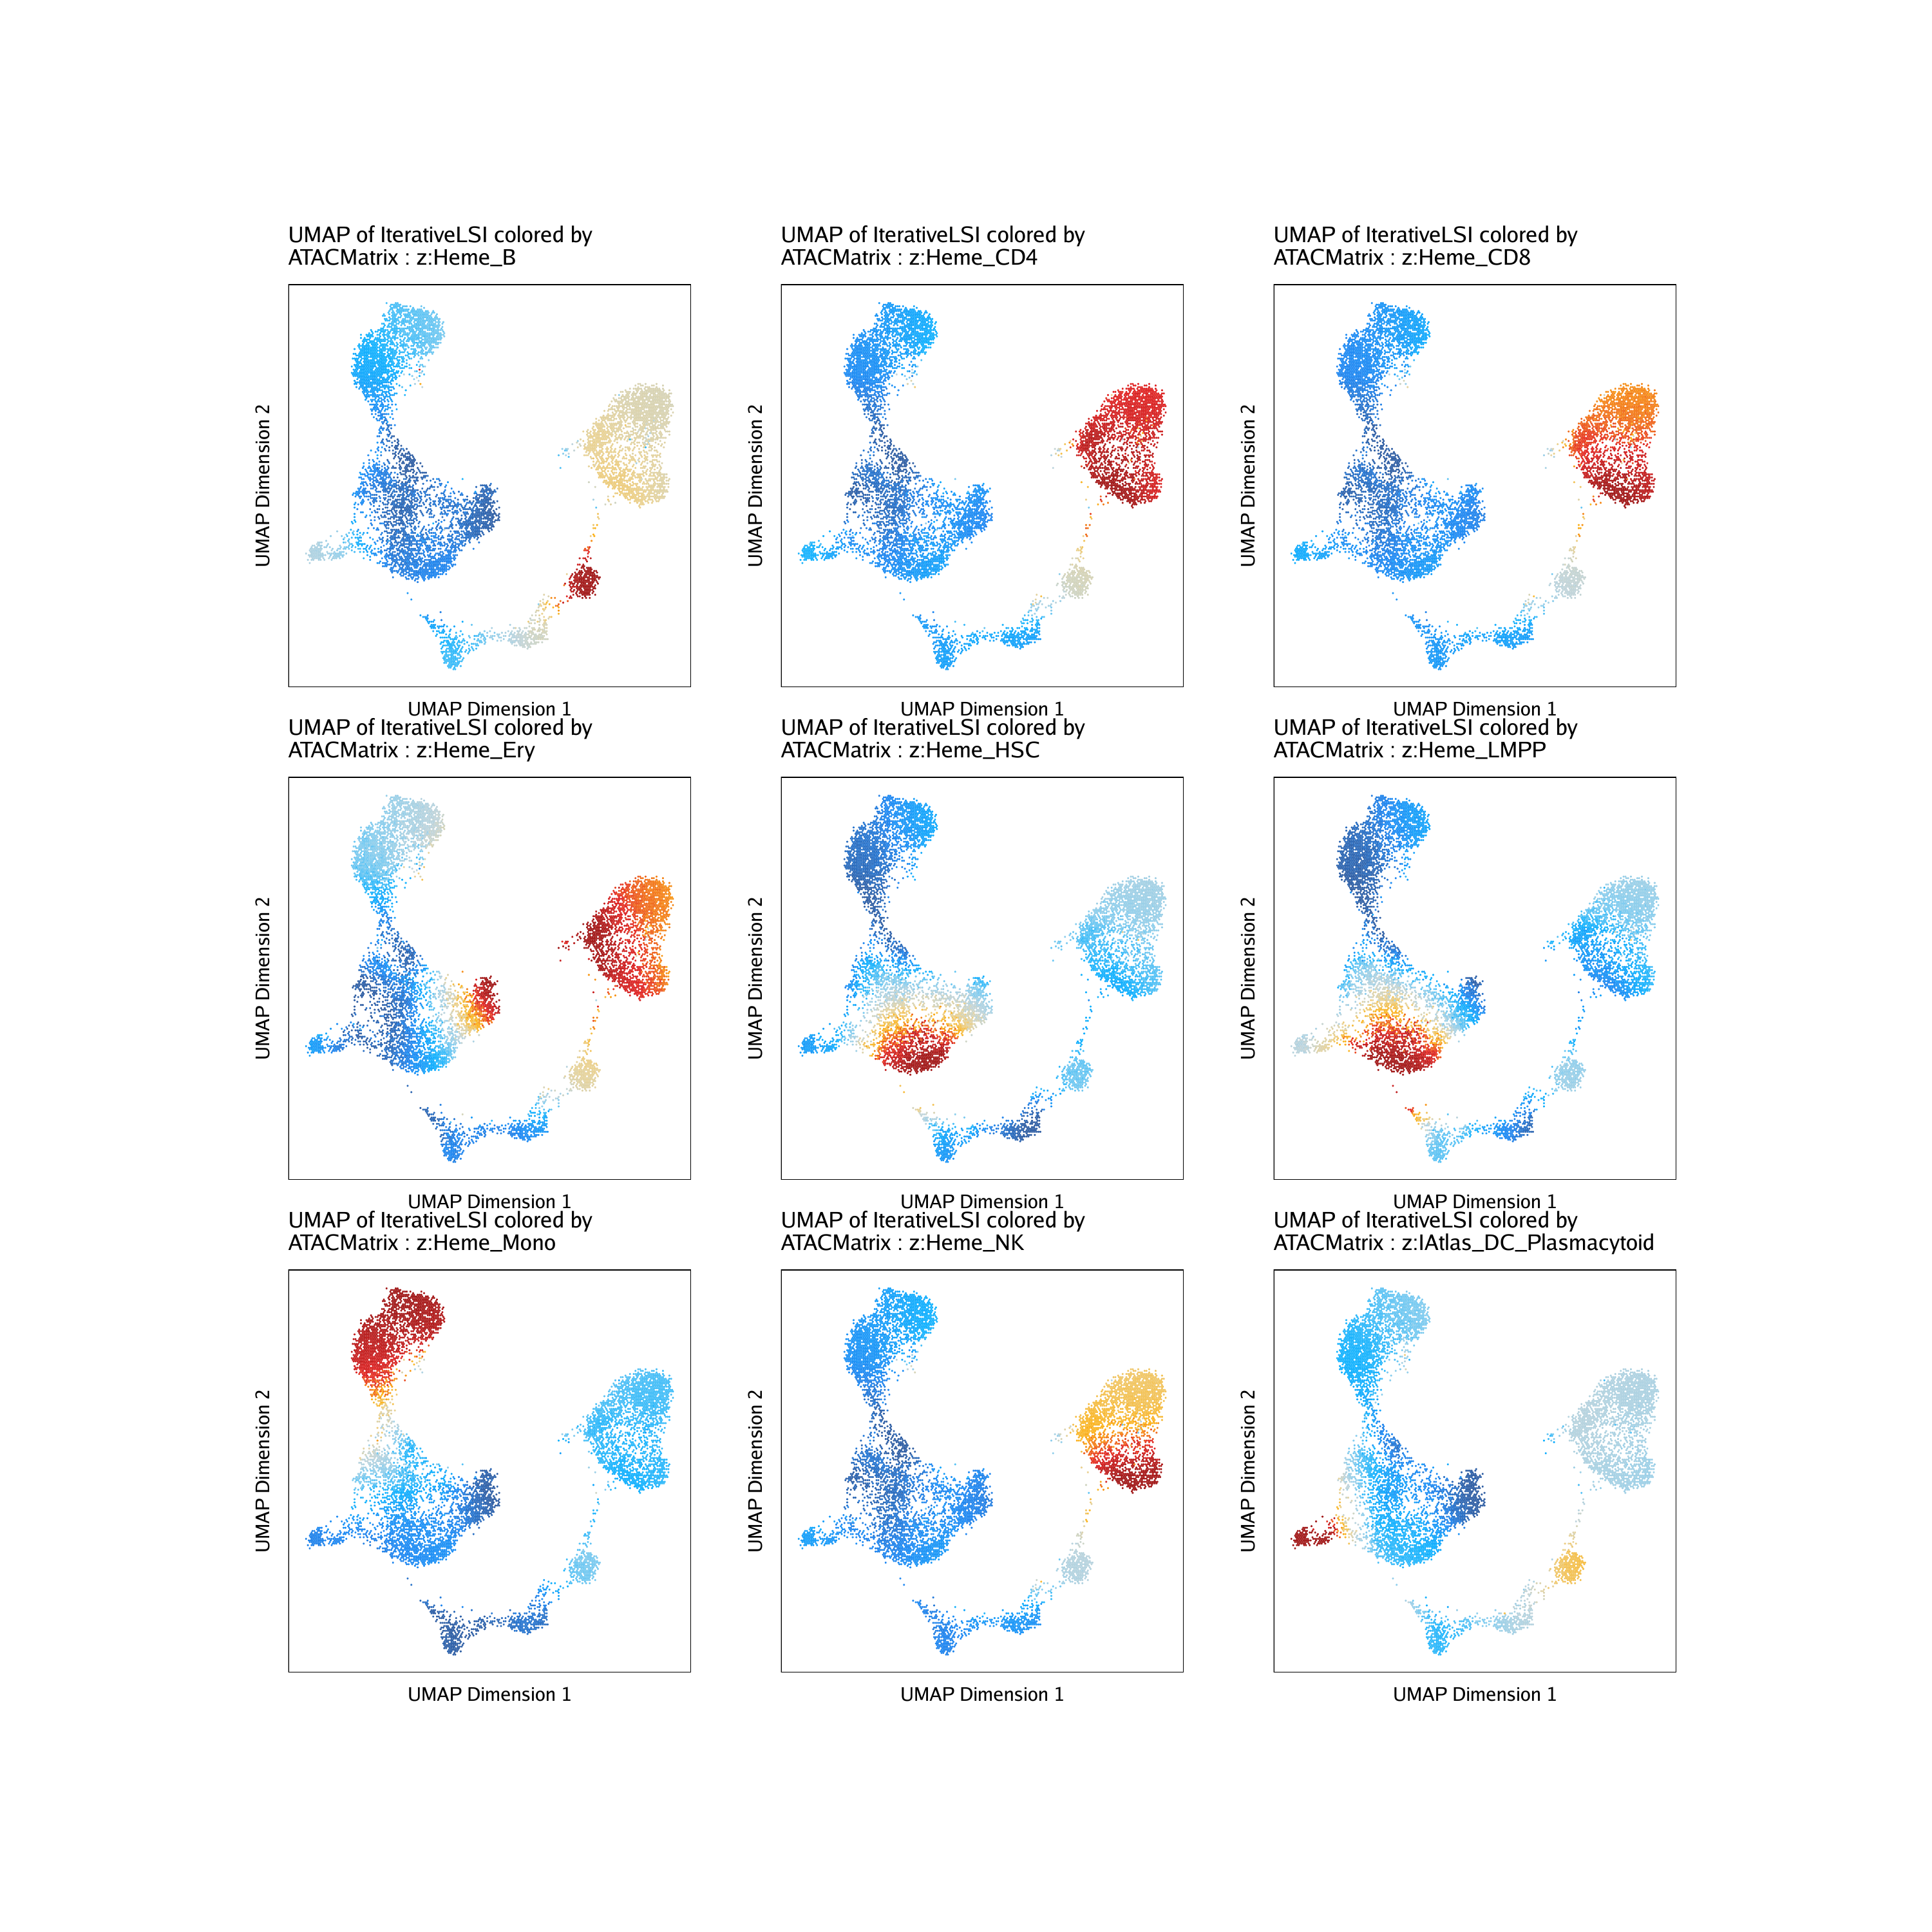 UMAP of IterativeLSI colored by
ATACMatrix : z:Heme_B
UMAP Dimension 2
UMAP Dimension 1
UMAP of IterativeLSI colored by
ATACMatrix : z:Heme_CD4
UMAP Dimension 2
UMAP Dimension 1
UMAP of IterativeLSI colored by
ATACMatrix : z:Heme_CD8
UMAP Dimension 2
UMAP Dimension 1
UMAP of IterativeLSI colored by
ATACMatrix : z:Heme_Ery
UMAP Dimension 2
UMAP Dimension 1
UMAP of IterativeLSI colored by
ATACMatrix : z:Heme_HSC
UMAP Dimension 2
UMAP Dimension 1
UMAP of IterativeLSI colored by
ATACMatrix : z:Heme_LMPP
UMAP Dimension 2
UMAP Dimension 1
UMAP of IterativeLSI colored by
ATACMatrix : z:Heme_Mono
UMAP Dimension 2
UMAP Dimension 1
UMAP of IterativeLSI colored by
ATACMatrix : z:Heme_NK
UMAP Dimension 2
UMAP Dimension 1
UMAP of IterativeLSI colored by
ATACMatrix : z:IAtlas_DC_Plasmacytoid
UMAP Dimension 2
UMAP Dimension 1